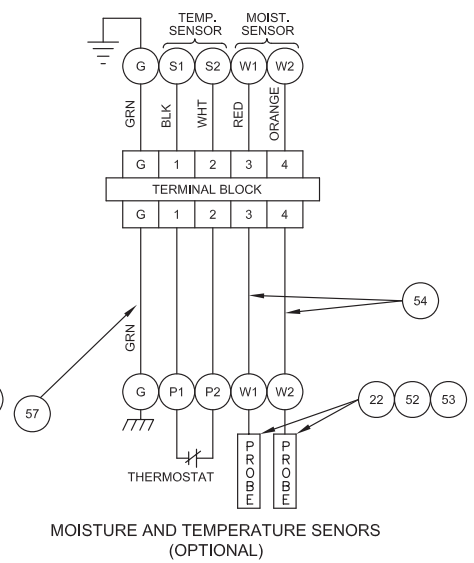 TEMP. MOIST.
SENSOR SENSOR
G S1 S2 W1 W2
GRN BLK WHT RED ORANGE
G 1 2 3 4
TERMINAL BLOCK
G 1 2 3 4
54
GRN
57
G P1 P2 W1 W2
22 52 53
THERMOSTAT
PROBE PROBE
MOISTURE AND TEMPERATURE SENORS
(OPTIONAL)